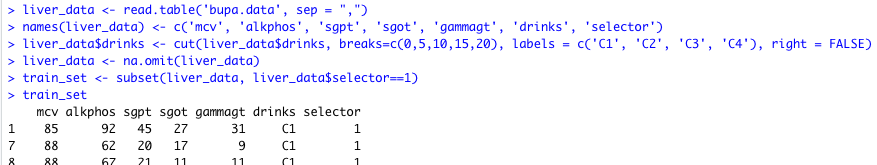 > liver_data <- read.table('bupa.data', sep = ",")
> names(liver_data) <- c('mcv', 'alkphos', 'sgpt', 'sgot', 'gammagt', 'drinks', 'selector')
> liver_data$drinks <- cut(liver_data$drinks, breaks=c(0,5,10,15,20), labels = c('C1', 'C2', 'C3', 'C4'), right = FALSE)
> liver_data <- na.omit(liver_data)
> train_set <- subset(liver_data, liver_data$selector==1)
> train_set
mcv alkphos sgpt sgot gammagt drinks selector
1 85 92 45 27 31 C1 1
7 88 62 20 17 9 C1 1
8 88 67 21 11 11 C1 1